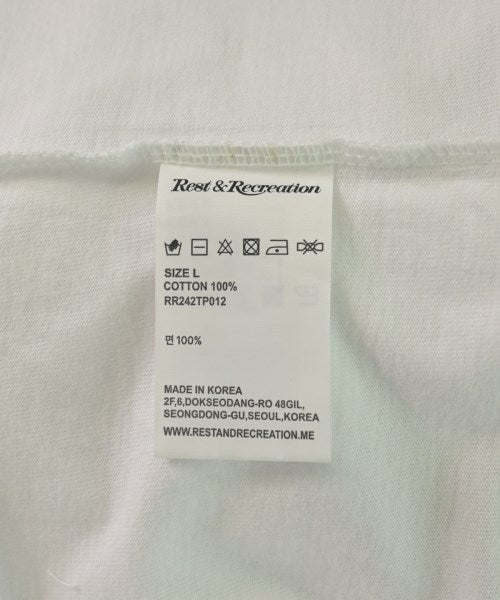 Rest & Recreation
SIZE L
COTTON 100%
RR242TP012
면 100%
MADE IN KOREA
2F,6,DOKSEODANG-RO 48GIL,
SEONGDONG-GU,SEOUL,KOREA
WWW.RESTANDRECREATION.ME